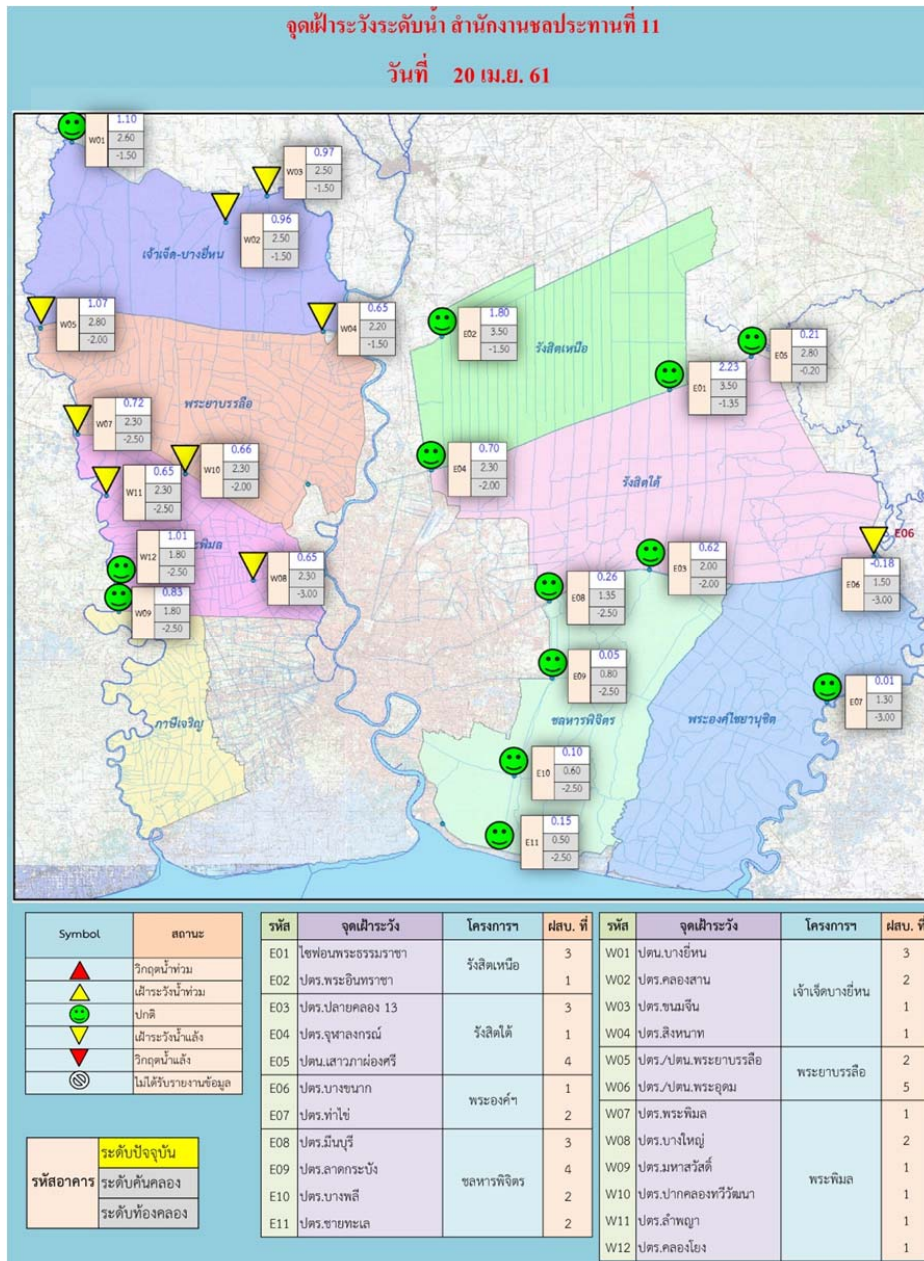 จุดเฝ้าระวังระดับน้ำ สำนักงานชลประทานที่ 11
วันที่ 20 เม.ย. 61
W01 1.10 2.60 -1.50
W03 0.97 2.50 -1.50
W02 0.96 2.50 -1.50
เจ้าเจ็ด-บางยี่หน
W05 1.07 2.80 -2.00
W04 0.65 2.20 -1.50
E02 1.80 3.50 -1.50
รังสิตเหนือ
E05 0.21 2.80 -0.20
E01 2.23 3.50 -1.35
พระยาบรรลือ
W07 0.72 2.30 -2.50
W10 0.66 2.30 -2.00
E04 0.70 2.30 -2.00
W11 0.65 2.30 -2.50
รังสิตใต้
W12 1.01 1.80 -2.50
ะพิมล
W08 0.65 2.30 -3.00
E03 0.62 2.00 -2.00
E06
E06 -0.18 1.50 -3.00
W09 0.83 1.80 -2.50
E08 0.26 1.35 -2.50
E09 0.05 0.80 -2.50
E07 0.01 1.30 -3.00
ภาษีเจริญ
ชลหารพิจิตร
พระองค์ไชยานุชิต
E10 0.10 0.60 -2.50
E11 0.15 0.50 -2.50
Symbol สถานะ
วิกฤตน้ำท่วม
เฝ้าระวังน้ำท่วม
ปกติ
เฝ้าระวังน้ำแล้ง
วิกฤตน้ำแล้ง
ไม่ได้รับรายงานข้อมูล
รหัสอาคาร
ระดับปัจจุบัน
ระดับคันคลอง
ระดับท้องคลอง
รหัส จุดเฝ้าระวัง โครงการฯ ฝสบ. ที่
E01 ไซฟอนพระธรรมราชา รังสิตเหนือ 3
E02 ปตร.พระอินทราชา 1
E03 ปตร.ปลายคลอง 13 รังสิตใต้ 3
E04 ปตร.จุฬาลงกรณ์ 1
E05 ปตน.เสาวภาผ่องศรี 4
E06 ปตร.บางขนาก พระองค์ฯ 1
E07 ปตร.ท่าไข่ 2
E08 ปตร.มีนบุรี ชลหารพิจิตร 3
E09 ปตร.ลาดกระบัง 4
E10 ปตร.บางพลี 2
E11 ปตร.ชายทะเล 2
รหัส จุดเฝ้าระวัง โครงการฯ ฝสบ. ที่
W01 ปตน.บางยี่หน เจ้าเจ็ดบางยี่หน 3
W02 ปตร.คลองสาน 2
W03 ปตร.ขนมจีน 1
W04 ปตร.สิงหนาท 1
W05 ปตร./ปตน.พระยาบรรลือ พระยาบรรลือ 2
W06 ปตร./ปตน.พระอุดม 5
W07 ปตร.พระพิมล พระพิมล 1
W08 ปตร.บางใหญ่ 2
W09 ปตร.มหาสวัสดิ์ 1
W10 ปตร.ปากคลองทวีวัฒนา 1
W11 ปตร.ลำพญา 1
W12 ปตร.คลองโยง 1